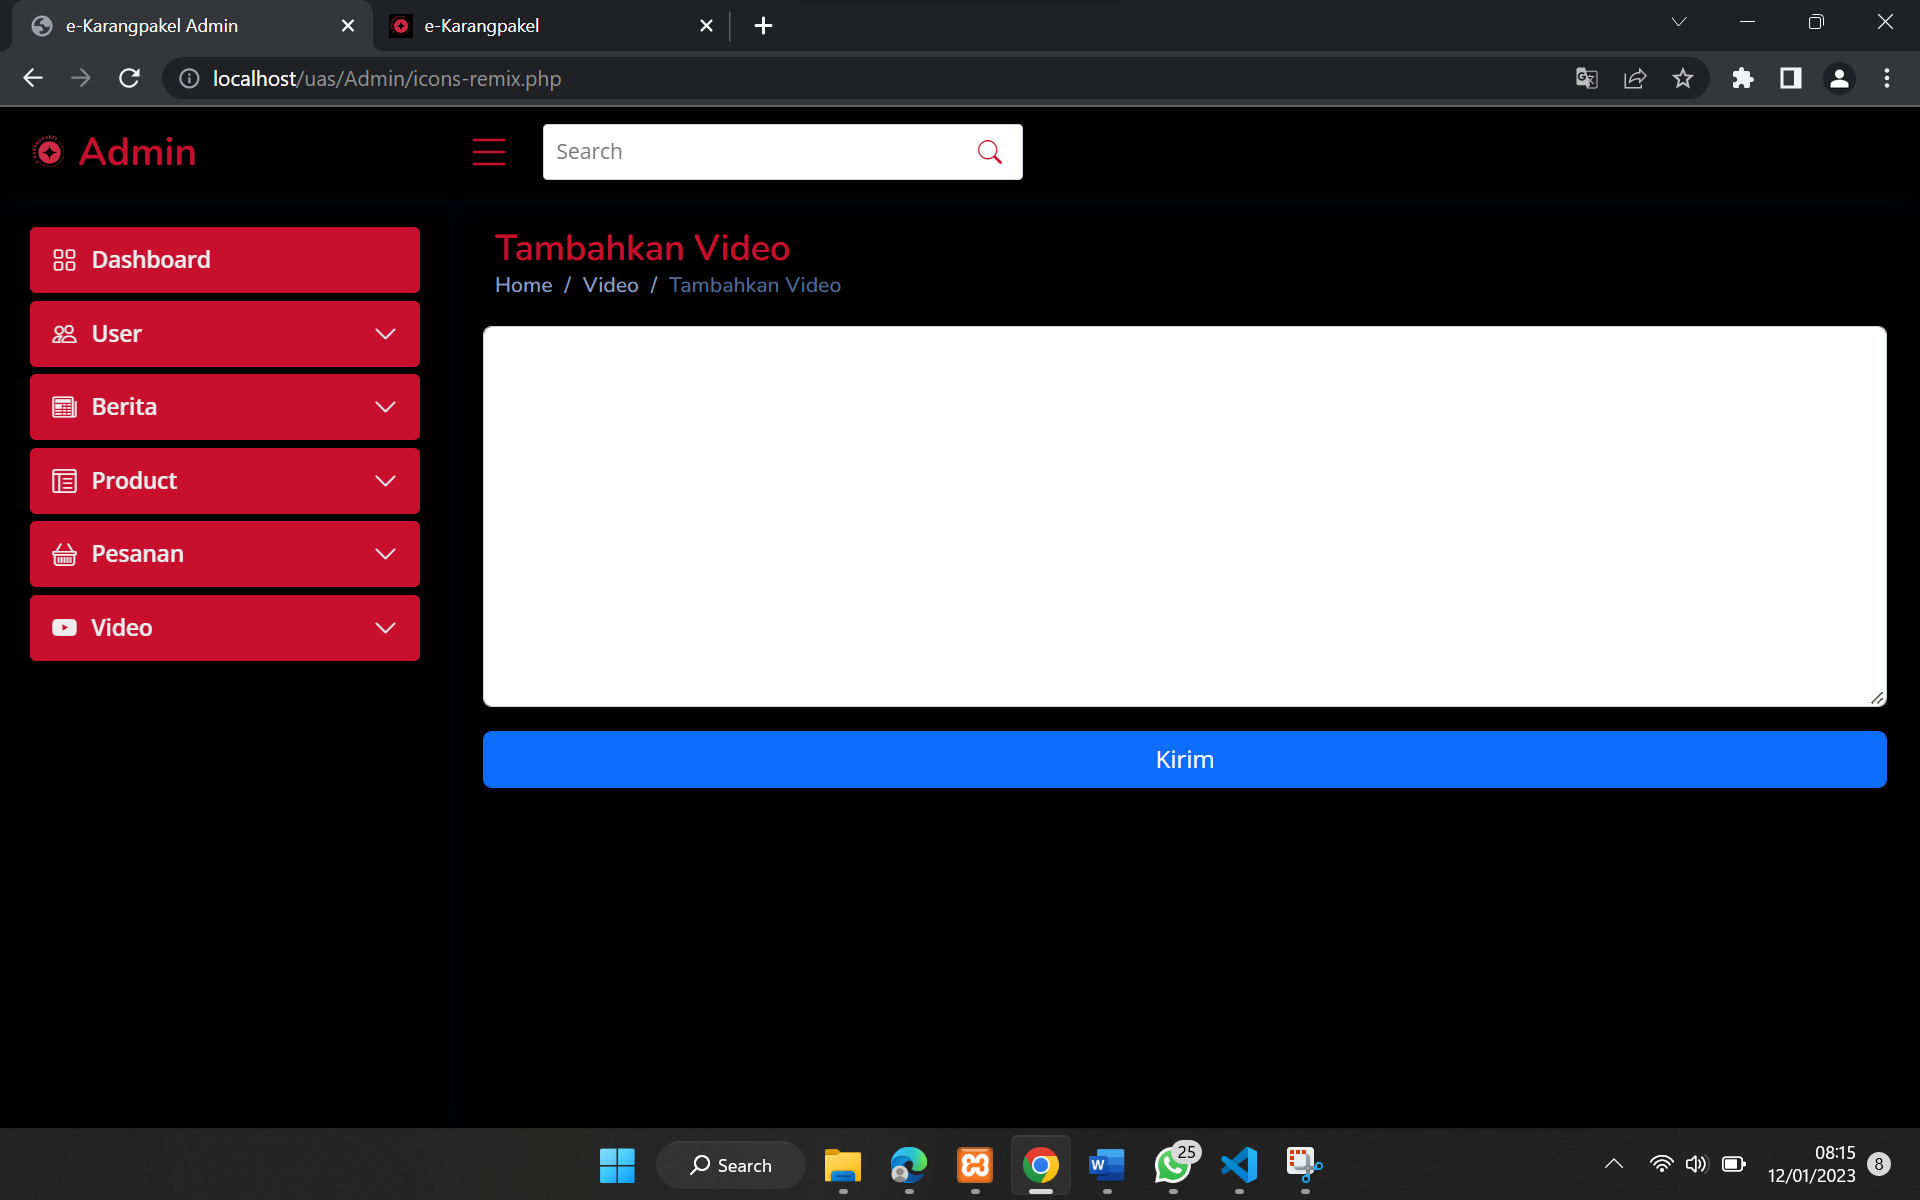 e-Karangpakel Admin
e-Karangpakel
localhost/uas/Admin/icons-remix.php
Admin
Search
Dashboard
User
Berita
Product
Pesanan
Video
Tambahkan Video
Home / Video / Tambahkan Video
Kirim
Search
25
08:15
12/01/2023
8